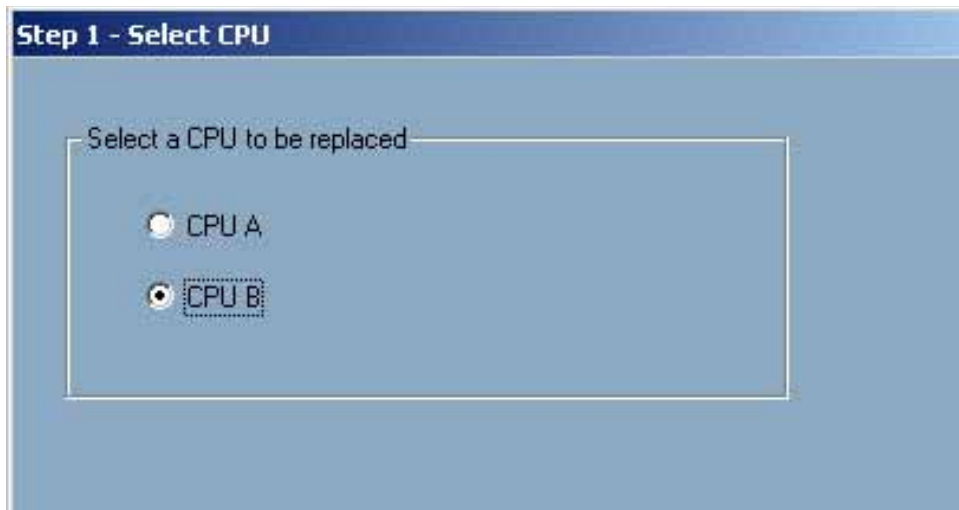 Step 1 - Select CPU
Select a CPU to be replaced
CPU A
CPU B